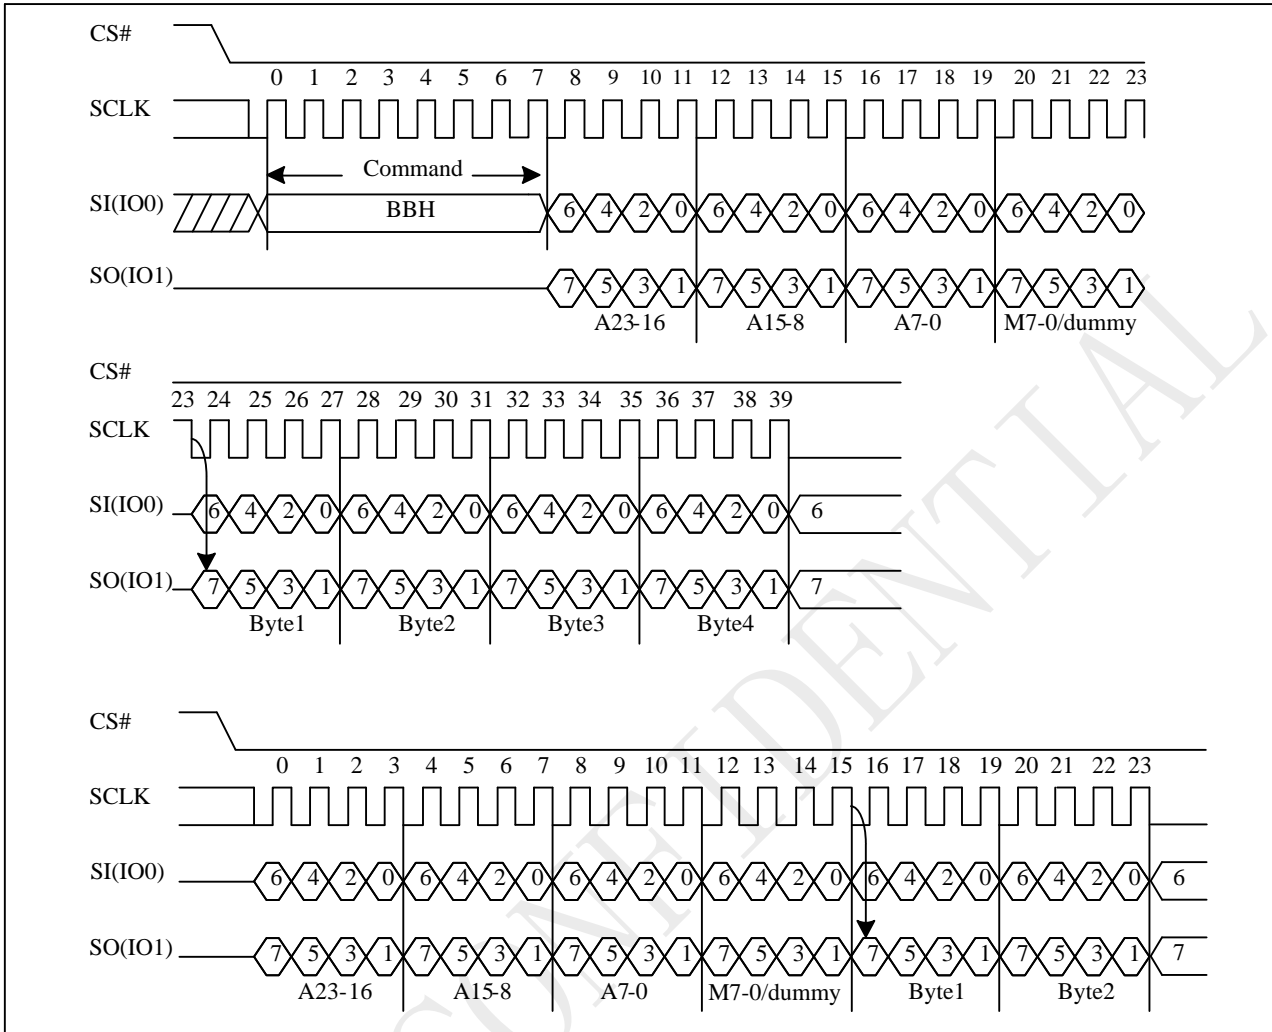 CS#
0 1 2 3 4 5 6 7 8 9 10 11 12 13 14 15 16 17 18 19 20 21 22 23
SCLK
Command
SI(IO0) BBH 6 4 2 0 6 4 2 0 6 4 2 0 6 4 2 0
SO(IO1) 7 5 3 1 7 5 3 1 7 5 3 1 7 5 3 1
A23-16 A15-8 A7-0 M7-0/dummy
CS#
23 24 25 26 27 28 29 30 31 32 33 34 35 36 37 38 39
SCLK
SI(IO0) 6 4 2 0 6 4 2 0 6 4 2 0 6 4 2 0 6
SO(IO1) 7 5 3 1 7 5 3 1 7 5 3 1 7 5 3 1 7
Byte1 Byte2 Byte3 Byte4
CS#
0 1 2 3 4 5 6 7 8 9 10 11 12 13 14 15 16 17 18 19 20 21 22 23
SCLK
SI(IO0) 6 4 2 0 6 4 2 0 6 4 2 0 6 4 2 0 6 4 2 0 6 4 2 0 6
SO(IO1) 7 5 3 1 7 5 3 1 7 5 3 1 7 5 3 1 7 5 3 1 7 5 3 1 7
A23-16 A15-8 A7-0 M7-0/dummy Byte1 Byte2
CONFIDENTIAL